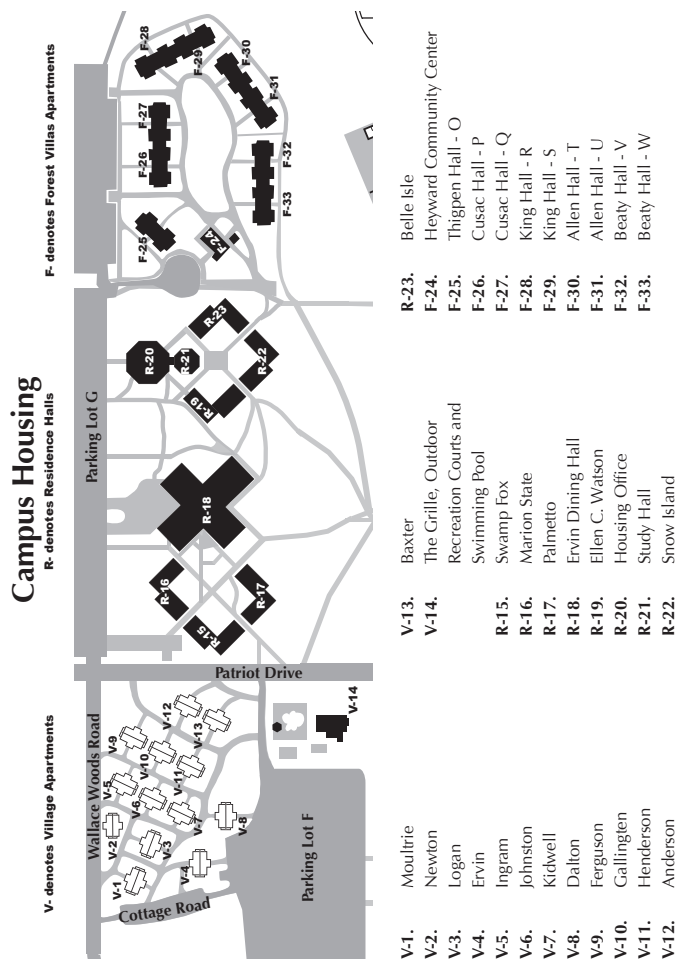 Campus Housing
V- denotes Village Apartments
R- denotes Residence Halls
F- denotes Forest Villas Apartments
Wallace Woods Road
Parking Lot G
Cottage Road
Patriot Drive
Parking Lot F
V-1
V-2
V-3
V-4
V-5
V-6
V-7
V-8
V-9
V-10
V-11
V-12
V-13
V-14
R-15
R-16
R-17
R-18
R-19
R-20
R-21
R-22
R-23
F-24
F-25
F-26
F-27
F-28
F-29
F-30
F-31
F-32
F-33
V-1. Moultrie
V-2. Newton
V-3. Logan
V-4. Ervin
V-5. Ingram
V-6. Johnston
V-7. Kidwell
V-8. Dalton
V-9. Ferguson
V-10. Gallington
V-11. Henderson
V-12. Anderson
V-13. Baxter
V-14. The Grille, Outdoor
Recreation Courts and
Swimming Pool
R-15. Swamp Fox
R-16. Marion State
R-17. Palmetto
R-18. Ervin Dining Hall
R-19. Ellen C. Watson
R-20. Housing Office
R-21. Study Hall
R-22. Snow Island
R-23. Belle Isle
F-24. Heyward Community Center
F-25. Thigpen Hall - O
F-26. Cusac Hall - P
F-27. Cusac Hall - Q
F-28. King Hall - R
F-29. King Hall - S
F-30. Allen Hall - T
F-31. Allen Hall - U
F-32. Beaty Hall - V
F-33. Beaty Hall - W